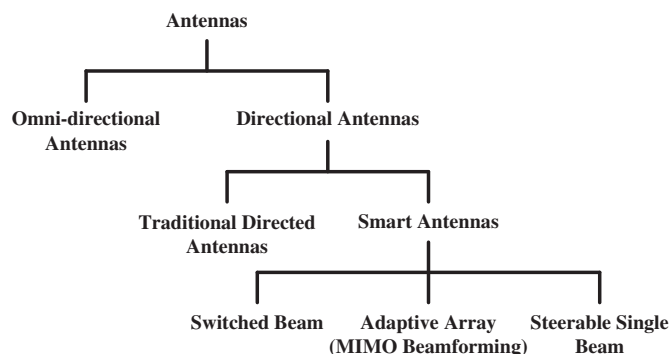 Antennas
Omni-directional
Antennas
Directional Antennas
Traditional Directed
Antennas
Smart Antennas
Switched Beam
Adaptive Array
(MIMO Beamforming)
Steerable Single
Beam